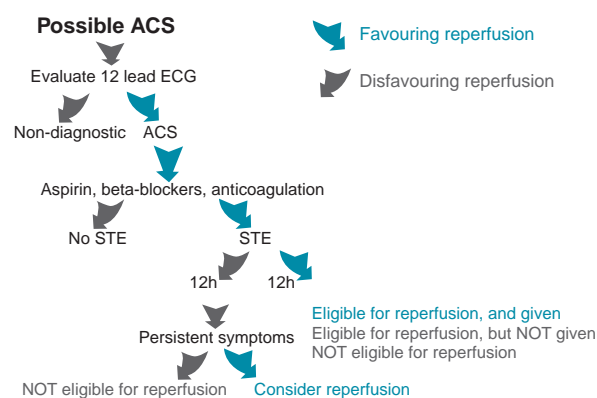 Possible ACS
Favouring reperfusion
Evaluate 12 lead ECG
Disfavouring reperfusion
Non-diagnostic
ACS
Aspirin, beta-blockers, anticoagulation
No STE
STE
12h
12h
Eligible for reperfusion, and given
Eligible for reperfusion, but NOT given
NOT eligible for reperfusion
Persistent symptoms
NOT eligible for reperfusion
Consider reperfusion